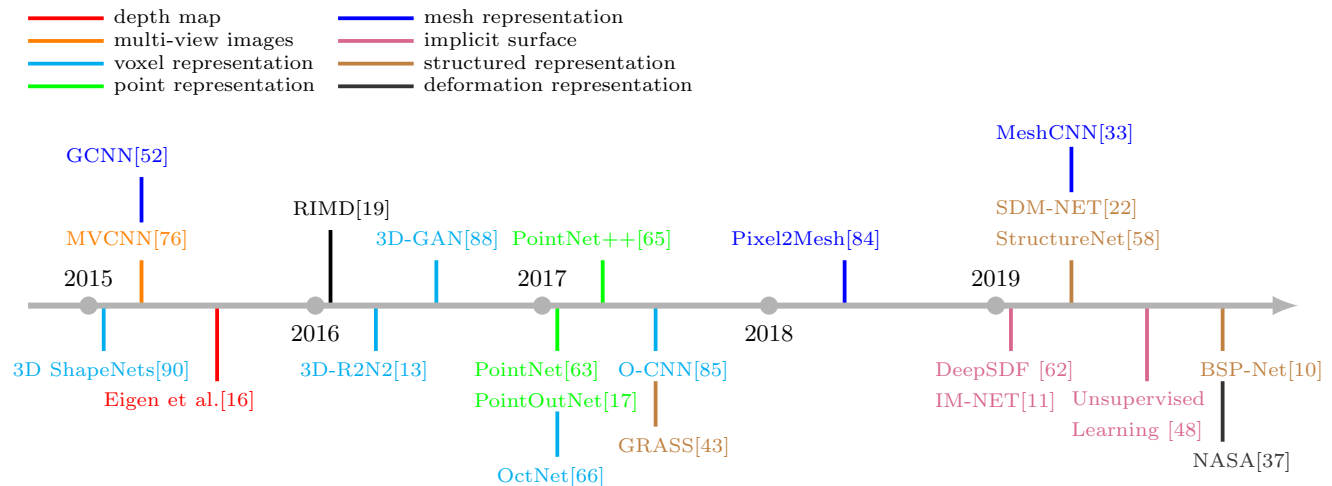 depth map
multi-view images
voxel representation
point representation
mesh representation
implicit surface
structured representation
deformation representation
MeshCNN[33]
GCNN[52]
RIMD[19]
SDM-NET[22]
MVCNN[76]
3D-GAN[88]
PointNet++[65]
Pixel2Mesh[84]
StructureNet[58]
2015
2017
2019
2016
2018
3D ShapeNets[90]
3D-R2N2[13]
PointNet[63]
O-CNN[85]
DeepSDF [62]
BSP-Net[10]
Eigen et al.[16]
PointOutNet[17]
IM-NET[11]
Unsupervised
Learning [48]
GRASS[43]
NASA[37]
OctNet[66]